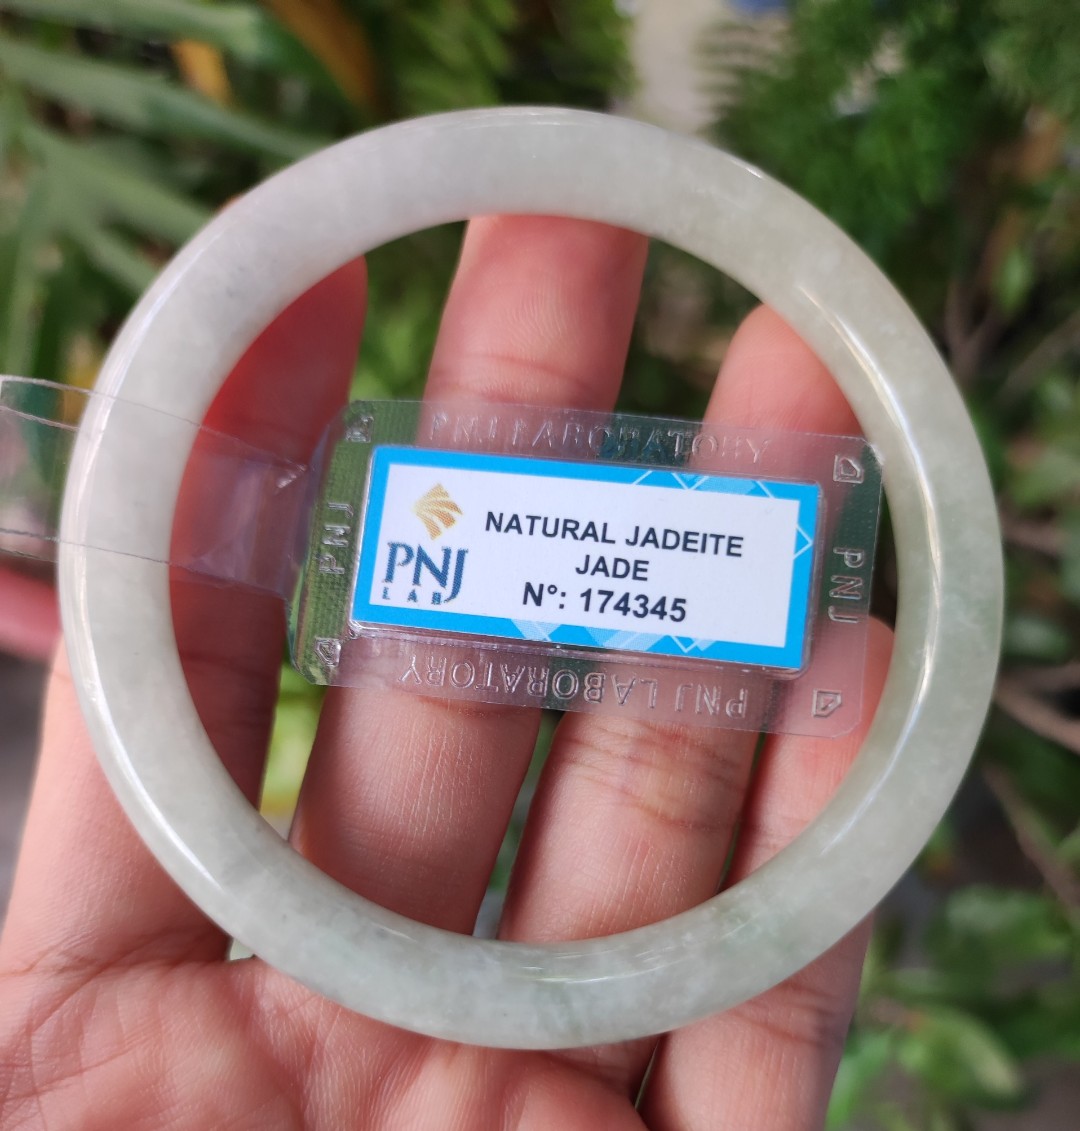 PNJ LABORATORY
PNJ
PNJ
LAB
NATURAL JADEITE
JADE
N°: 174345
PNJ
PNJ LABORATORY